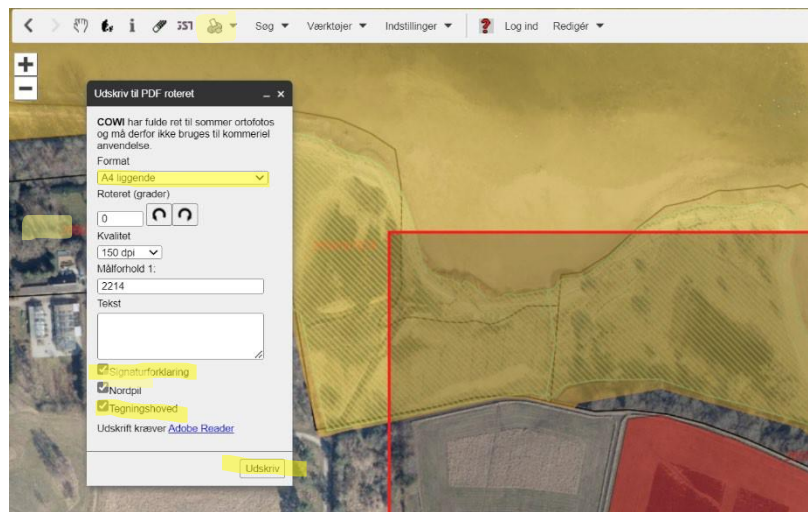 Søg Værktøjer Indstillinger ? Log ind Redigér
+
−
Udskriv til PDF roteret
COWI har fulde ret til sommer ortofotos
og må derfor ikke bruges til kommeriel
anvendelse.
Format
A4 liggende
Roteret (grader)
0
Kvalitet
150 dpi
Målforhold 1:
2214
Tekst
Signaturforklaring
Nordpil
Tegningshoved
Udskrift kræver Adobe Reader
Udskriv